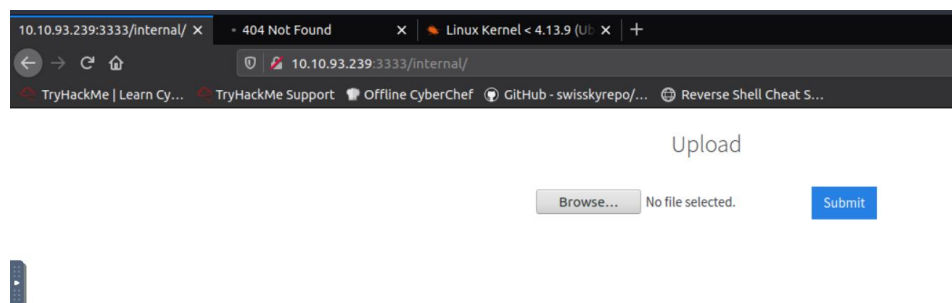 10.10.93.239:3333/internal/ 404 Not Found Linux Kernel < 4.13.9 (Ub
10.10.93.239:3333/internal/
TryHackMe | Learn Cy... TryHackMe Support Offline CyberChef GitHub - swisskyrepo/... Reverse Shell Cheat S...
Upload
Browse... No file selected. Submit